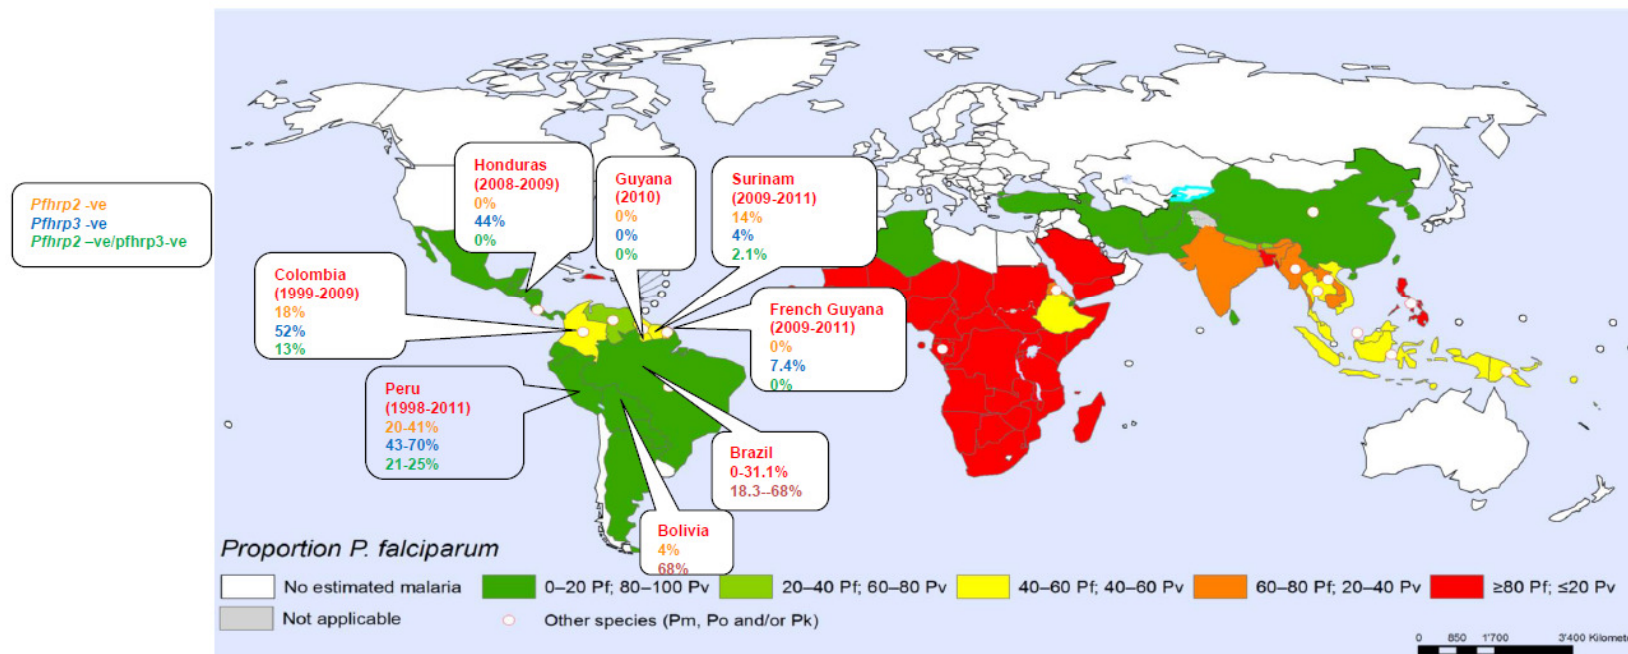 Pfhrp2 -ve
Pfhrp3 -ve
Pfhrp2 –ve/pfhrp3-ve
Honduras
(2008-2009)
0%
44%
0%
Guyana
(2010)
0%
0%
0%
Surinam
(2009-2011)
14%
4%
2.1%
Colombia
(1999-2009)
18%
52%
13%
French Guyana
(2009-2011)
0%
7.4%
0%
Peru
(1998-2011)
20-41%
43-70%
21-25%
Brazil
0-31.1%
18.3--68%
Bolivia
4%
68%
Proportion P. falciparum
No estimated malaria
0–20 Pf; 80–100 Pv
20–40 Pf; 60–80 Pv
40–60 Pf; 40–60 Pv
60–80 Pf; 20–40 Pv
≥80 Pf; ≤20 Pv
Not applicable
Other species (Pm, Po and/or Pk)
0 850 1'700 3'400 Kilomete